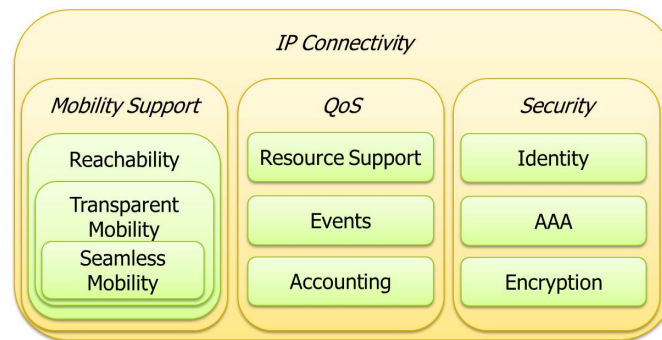 IP Connectivity
Mobility Support
Reachability
Transparent
Mobility
Seamless
Mobility
QoS
Resource Support
Events
Accounting
Security
Identity
AAA
Encryption